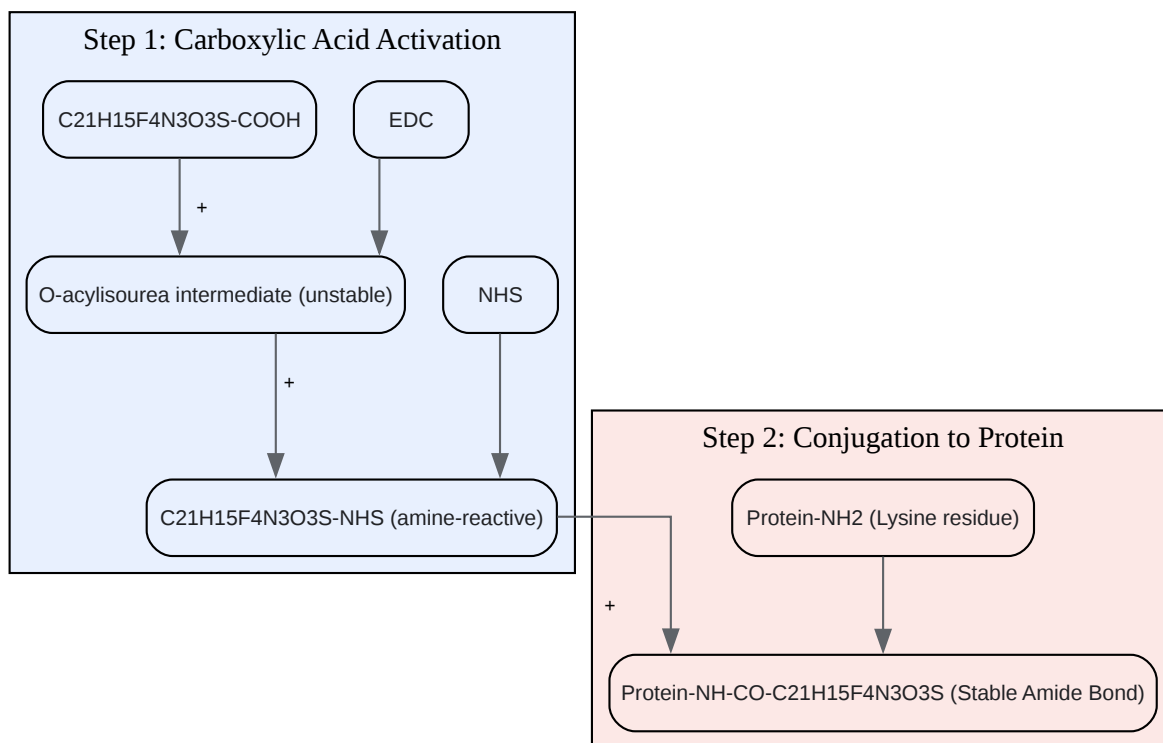 Step 1: Carboxylic Acid Activation
C21H15F4N3O3S-COOH
EDC
+
O-acylisourea intermediate (unstable)
NHS
+
C21H15F4N3O3S-NHS (amine-reactive)
Step 2: Conjugation to Protein
Protein-NH2 (Lysine residue)
+
Protein-NH-CO-C21H15F4N3O3S (Stable Amide Bond)